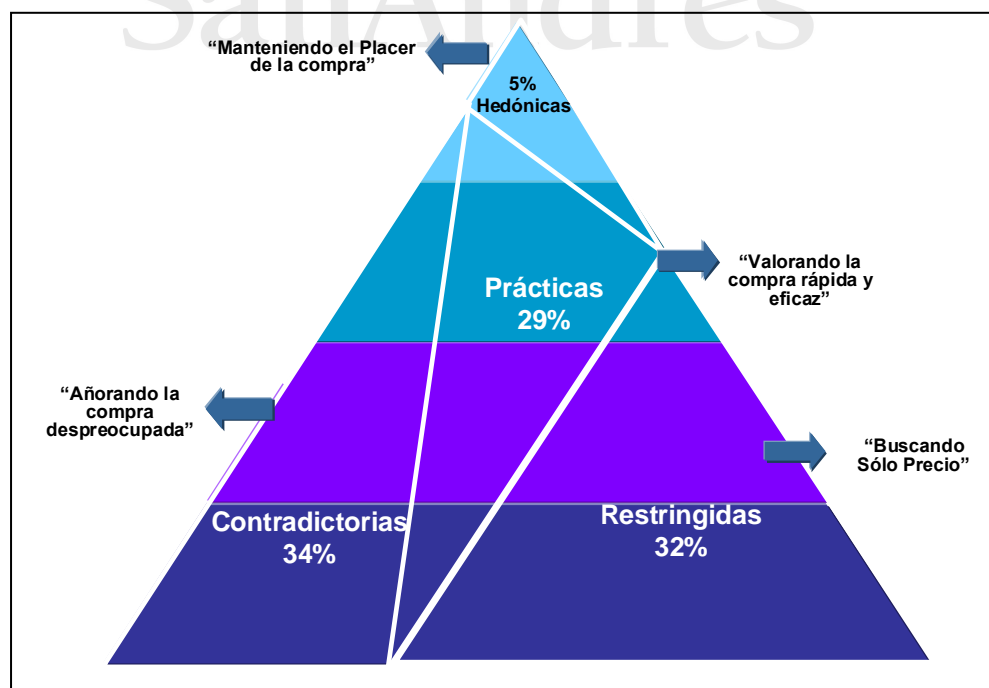 SanAndrés
“Manteniendo el Placer
de la compra”
5%
Hedónicas
“Valorando la
compra rápida y
eficaz”
Prácticas
29%
“Añorando la
compra
despreocupada”
“Buscando
Sólo Precio”
Contradictorias
34%
Restringidas
32%